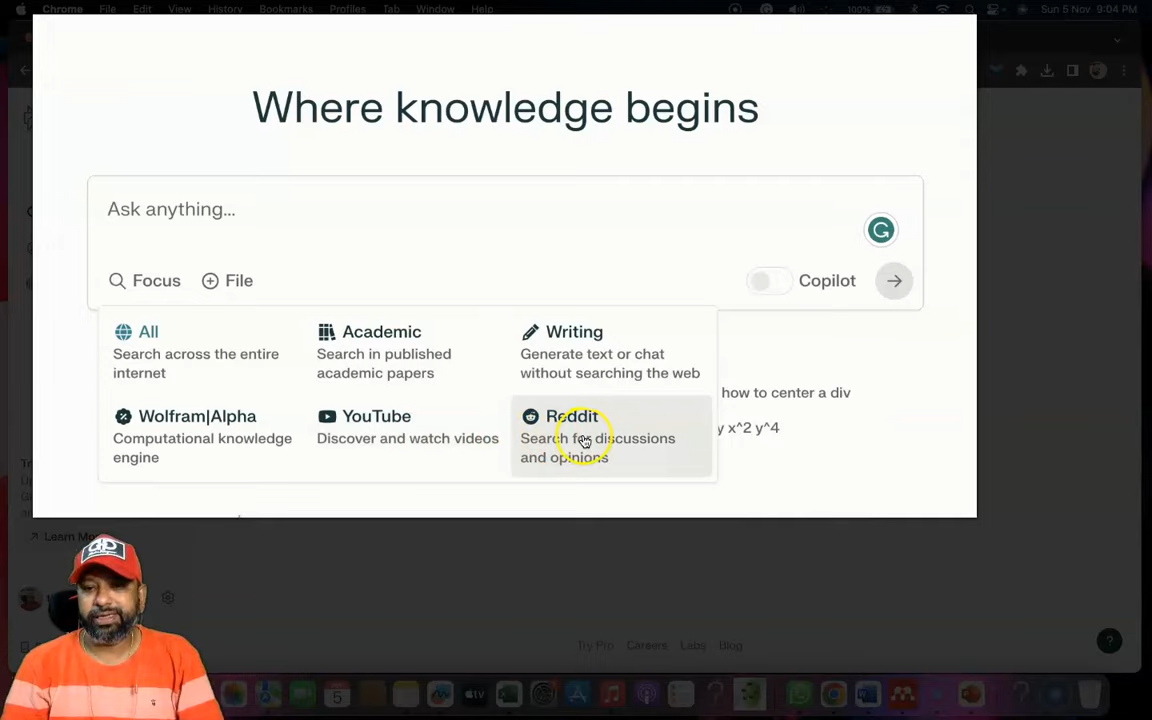 Chrome File Edit View History Bookmarks Profiles Tab Window Help 100% Sun 5 Nov 9:04 PM
Where knowledge begins
Ask anything...
Focus File Copilot
All
Search across the entire
internet
Academic
Search in published
academic papers
Writing
Generate text or chat
without searching the web
how to center a div
Wolfram|Alpha
Computational knowledge
engine
YouTube
Discover and watch videos
Reddit
Search for discussions
and opinions
y x^2 y^4
Learn
Try Pro Careers Labs Blog
?
5